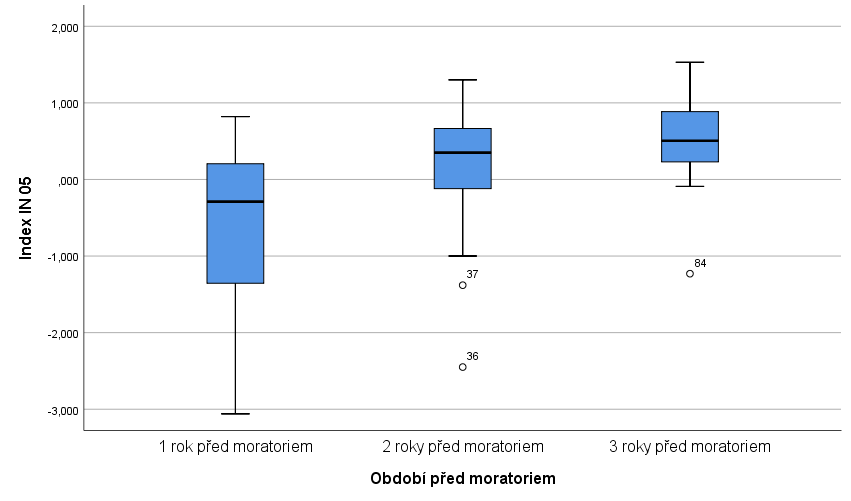 2,000
1,000
,000
-1,000
-2,000
-3,000
Index IN 05
37
36
84
1 rok před moratoriem
2 roky před moratoriem
3 roky před moratoriem
Období před moratoriem